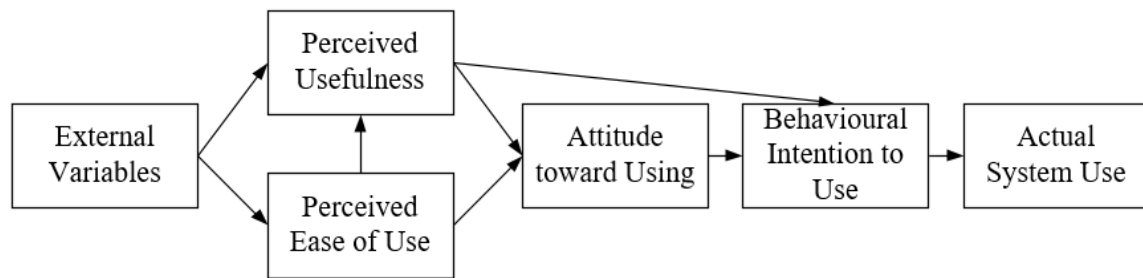 External
Variables
Perceived
Usefulness
Perceived
Ease of Use
Attitude
toward Using
Behavioural
Intention to
Use
Actual
System Use